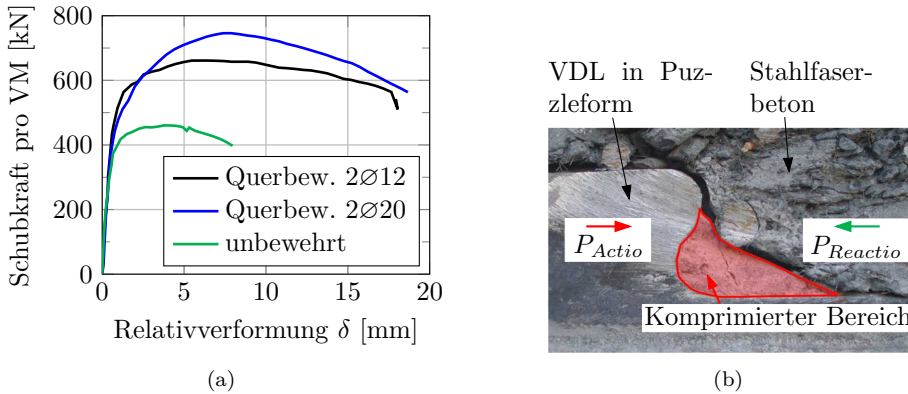 (a)
Schubkraft pro VM [kN]
800
600
400
200
0
Querbew. 2∅12
Querbew. 2∅20
unbewehrt
0 5 10 15 20
Relativverformung δ [mm]
(b)
VDL in Puz-
zleform
Stahlfaser-
beton
P_Actio
P_Reactio
Komprimierter Bereich